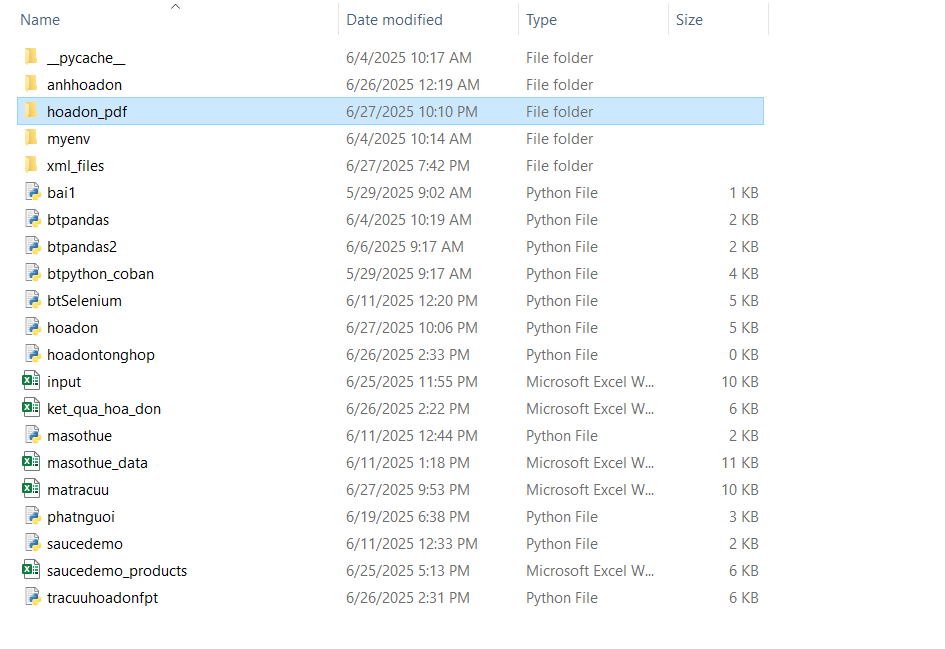 Name Date modified Type Size
__pycache__ 6/4/2025 10:17 AM File folder
anhhoadon 6/26/2025 12:19 AM File folder
hoadon_pdf 6/27/2025 10:10 PM File folder
myenv 6/4/2025 10:14 AM File folder
xml_files 6/27/2025 7:42 PM File folder
bai1 5/29/2025 9:02 AM Python File 1 KB
btpandas 6/4/2025 10:19 AM Python File 2 KB
btpandas2 6/6/2025 9:17 AM Python File 2 KB
btpython_coban 5/29/2025 9:17 AM Python File 4 KB
btSelenium 6/11/2025 12:20 PM Python File 5 KB
hoadon 6/27/2025 10:06 PM Python File 5 KB
hoadontonghop 6/26/2025 2:33 PM Python File 0 KB
input 6/25/2025 11:55 PM Microsoft Excel W... 10 KB
ket_qua_hoa_don 6/26/2025 2:22 PM Microsoft Excel W... 6 KB
masothue 6/11/2025 12:44 PM Python File 2 KB
masothue_data 6/11/2025 1:18 PM Microsoft Excel W... 11 KB
matracuu 6/27/2025 9:53 PM Microsoft Excel W... 10 KB
phatnguoi 6/19/2025 6:38 PM Python File 3 KB
saucedemo 6/11/2025 12:33 PM Python File 2 KB
saucedemo_products 6/25/2025 5:13 PM Microsoft Excel W... 6 KB
tracuuhoadonfpt 6/26/2025 2:31 PM Python File 6 KB